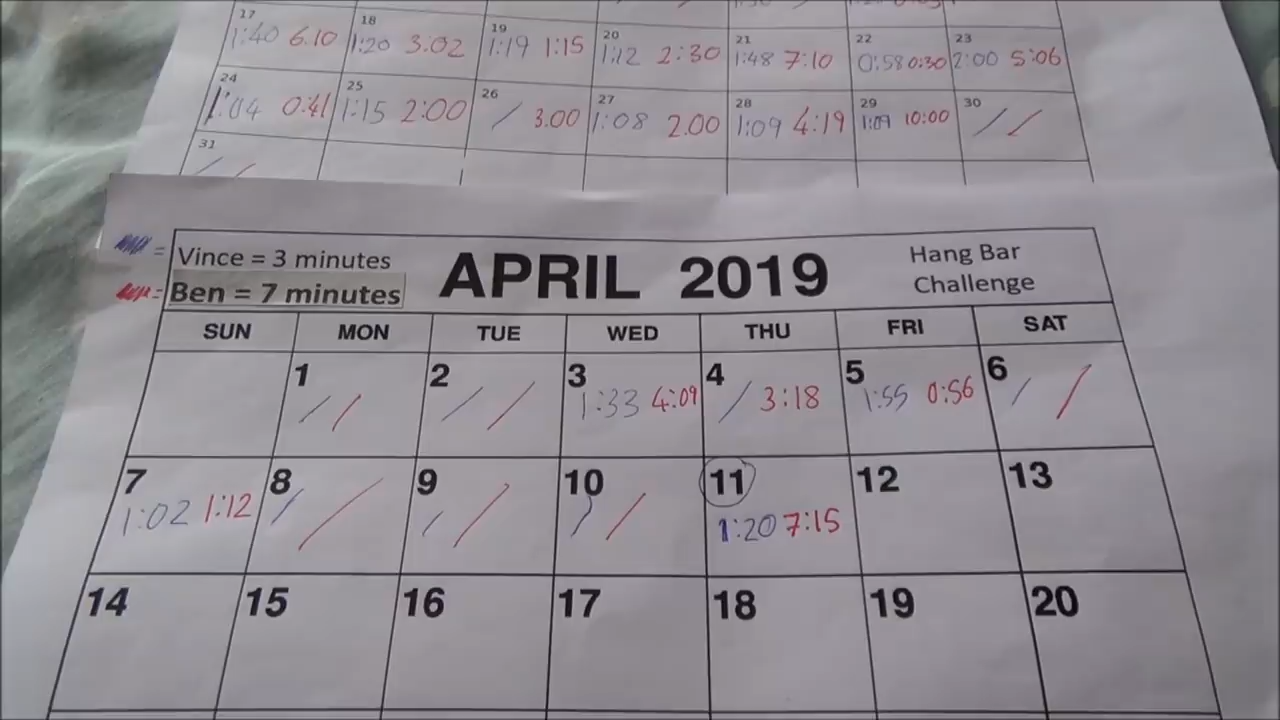 17 18 19 20 21 22 23
1:40 6.10 1:20 3:02 1:19 1:15 1:12 2:30 1:48 7:10 0:58 0:30 2:00 5:06
24 25 26 27 28 29 30
1:04 0:41 1:15 2:00 / 3.00 1:08 2.00 1:09 4:19 1:09 10:00 / /
31
/ /
= Vince = 3 minutes
= Ben = 7 minutes
APRIL 2019
Hang Bar
Challenge
SUN MON TUE WED THU FRI SAT
1 2 3 4 5 6
/ / / / 1:33 4:09 / 3:18 1:55 0:56 / /
7 8 9 10 11 12 13
1:02 1:12 / / / / / / 1:20 7:15
14 15 16 17 18 19 20